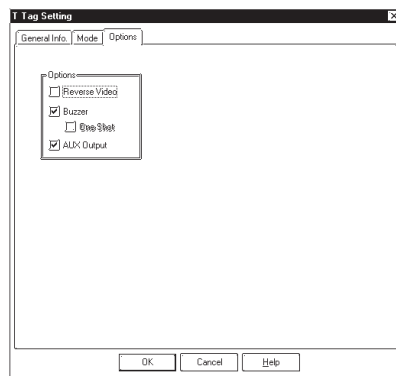 T Tag Setting
General Info. Mode Options
Options
Reverse Video
Buzzer
One Shot
AUX Output
OK Cancel Help